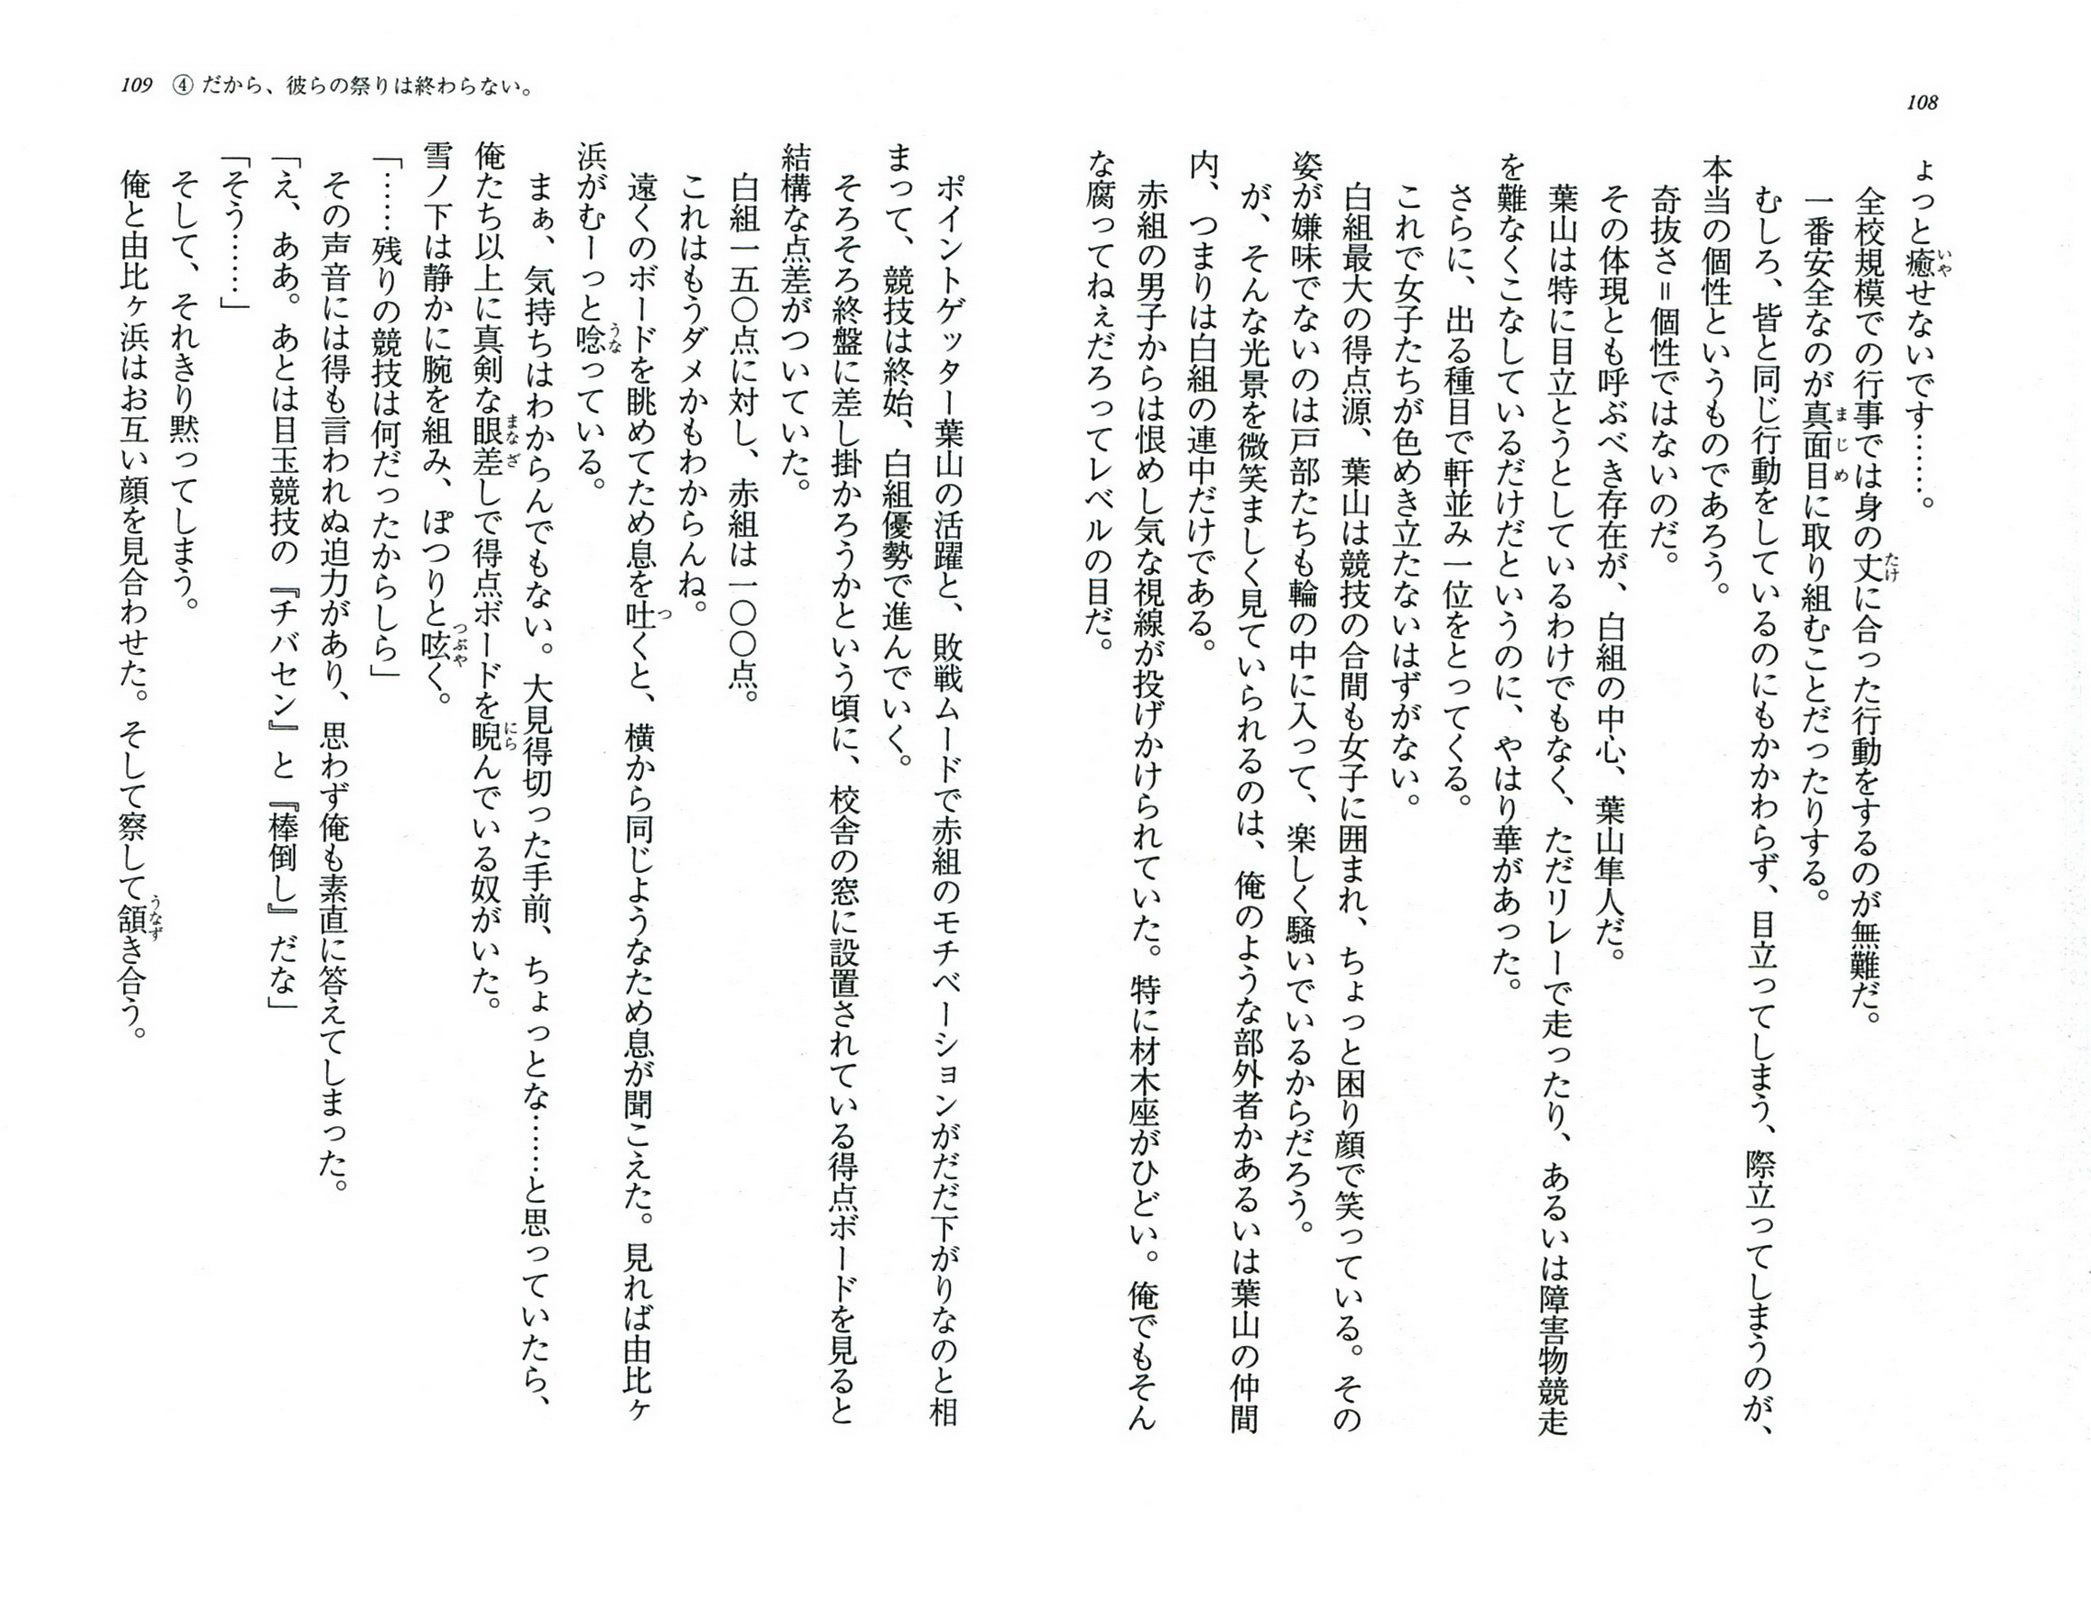 108
ょっと癒せないです……。
　全校規模での行事では身の丈に合った行動をするのが無難だ。
　一番安全なのが真面目に取り組むことだったりする。
　むしろ、皆と同じ行動をしているのにもかかわらず、目立ってしまう、際立ってしまうのが、
本当の個性というものであろう。
　奇抜さ＝個性ではないのだ。
　その体現とも呼ぶべき存在が、白組の中心、葉山隼人だ。
　葉山は特に目立とうとしているわけでもなく、ただリレーで走ったり、あるいは障害物競走
を難なくこなしているだけだというのに、やはり華があった。
　さらに、出る種目で軒並み一位をとってくる。
　これで女子たちが色めき立たないはずがない。
　白組最大の得点源、葉山は競技の合間も女子に囲まれ、ちょっと困り顔で笑っている。その
姿が嫌味でないのは戸部たちも輪の中に入って、楽しく騒いでいるからだろう。
　が、そんな光景を微笑ましく見ていられるのは、俺のような部外者かあるいは葉山の仲間
内、つまりは白組の連中だけである。
　赤組の男子からは恨めし気な視線が投げかけられていた。特に材木座がひどい。俺でもそん
な腐ってねぇだろってレベルの目だ。
109　④ だから、彼らの祭りは終わらない。
　ポイントゲッター葉山の活躍と、敗戦ムードで赤組のモチベーションがだだ下がりなのと相
まって、競技は終始、白組優勢で進んでいく。
　そろそろ終盤に差し掛かろうかという頃に、校舎の窓に設置されている得点ボードを見ると
結構な点差がついていた。
　白組一五〇点に対し、赤組は一〇〇点。
　これはもうダメかもわからんね。
　遠くのボードを眺めてため息を吐くと、横から同じようなため息が聞こえた。見れば由比ヶ
浜がむーっと唸っている。
　まぁ、気持ちはわからんでもない。大見得切った手前、ちょっとな……と思っていたら、
俺たち以上に真剣な眼差しで得点ボードを睨んでいる奴がいた。
雪ノ下は静かに腕を組み、ぽつりと呟く。
「……残りの競技は何だったからしら」
　その声音には得も言われぬ迫力があり、思わず俺も素直に答えてしまった。
「え、ああ。あとは目玉競技の『チバセン』と『棒倒し』だな」
「そう……」
　そして、それきり黙ってしまう。
　俺と由比ヶ浜はお互い顔を見合わせた。そして察して頷き合う。